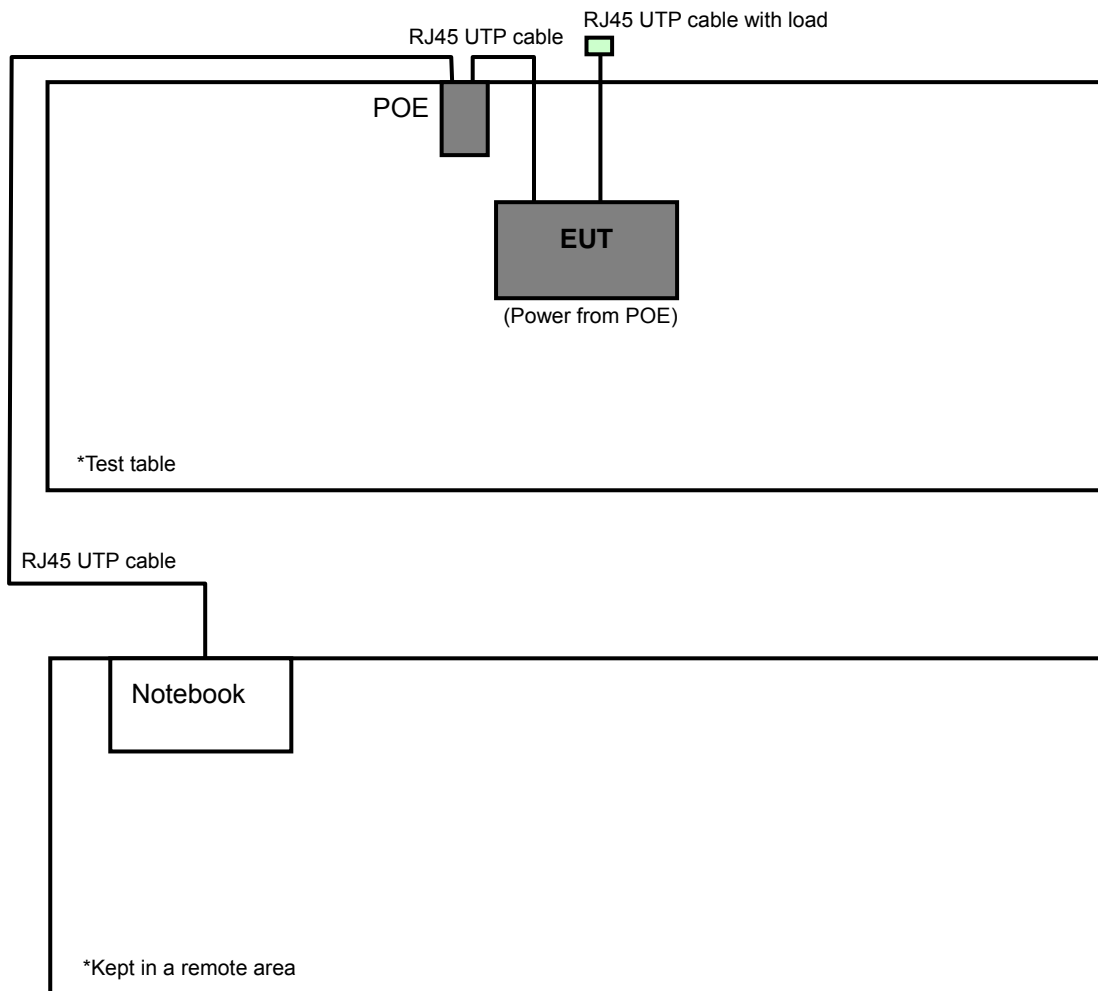 RJ45 UTP cable with load
RJ45 UTP cable
POE
EUT
(Power from POE)
*Test table
RJ45 UTP cable
Notebook
*Kept in a remote area